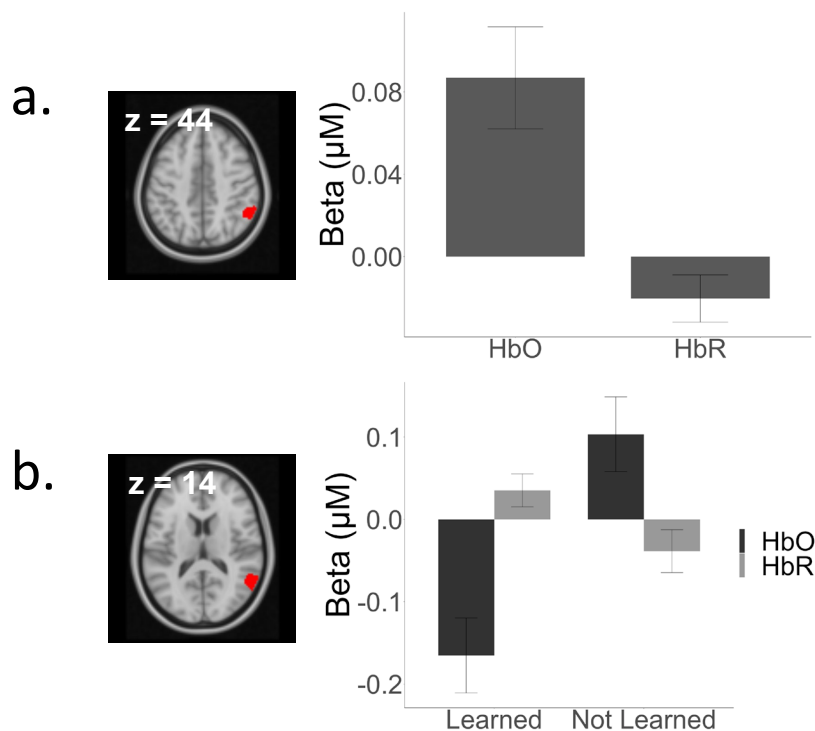 a.
z = 44
Beta (µM)
0.08
0.04
0.00
HbO
HbR
b.
z = 14
Beta (µM)
0.1
0.0
-0.1
-0.2
Learned
Not Learned
HbO
HbR